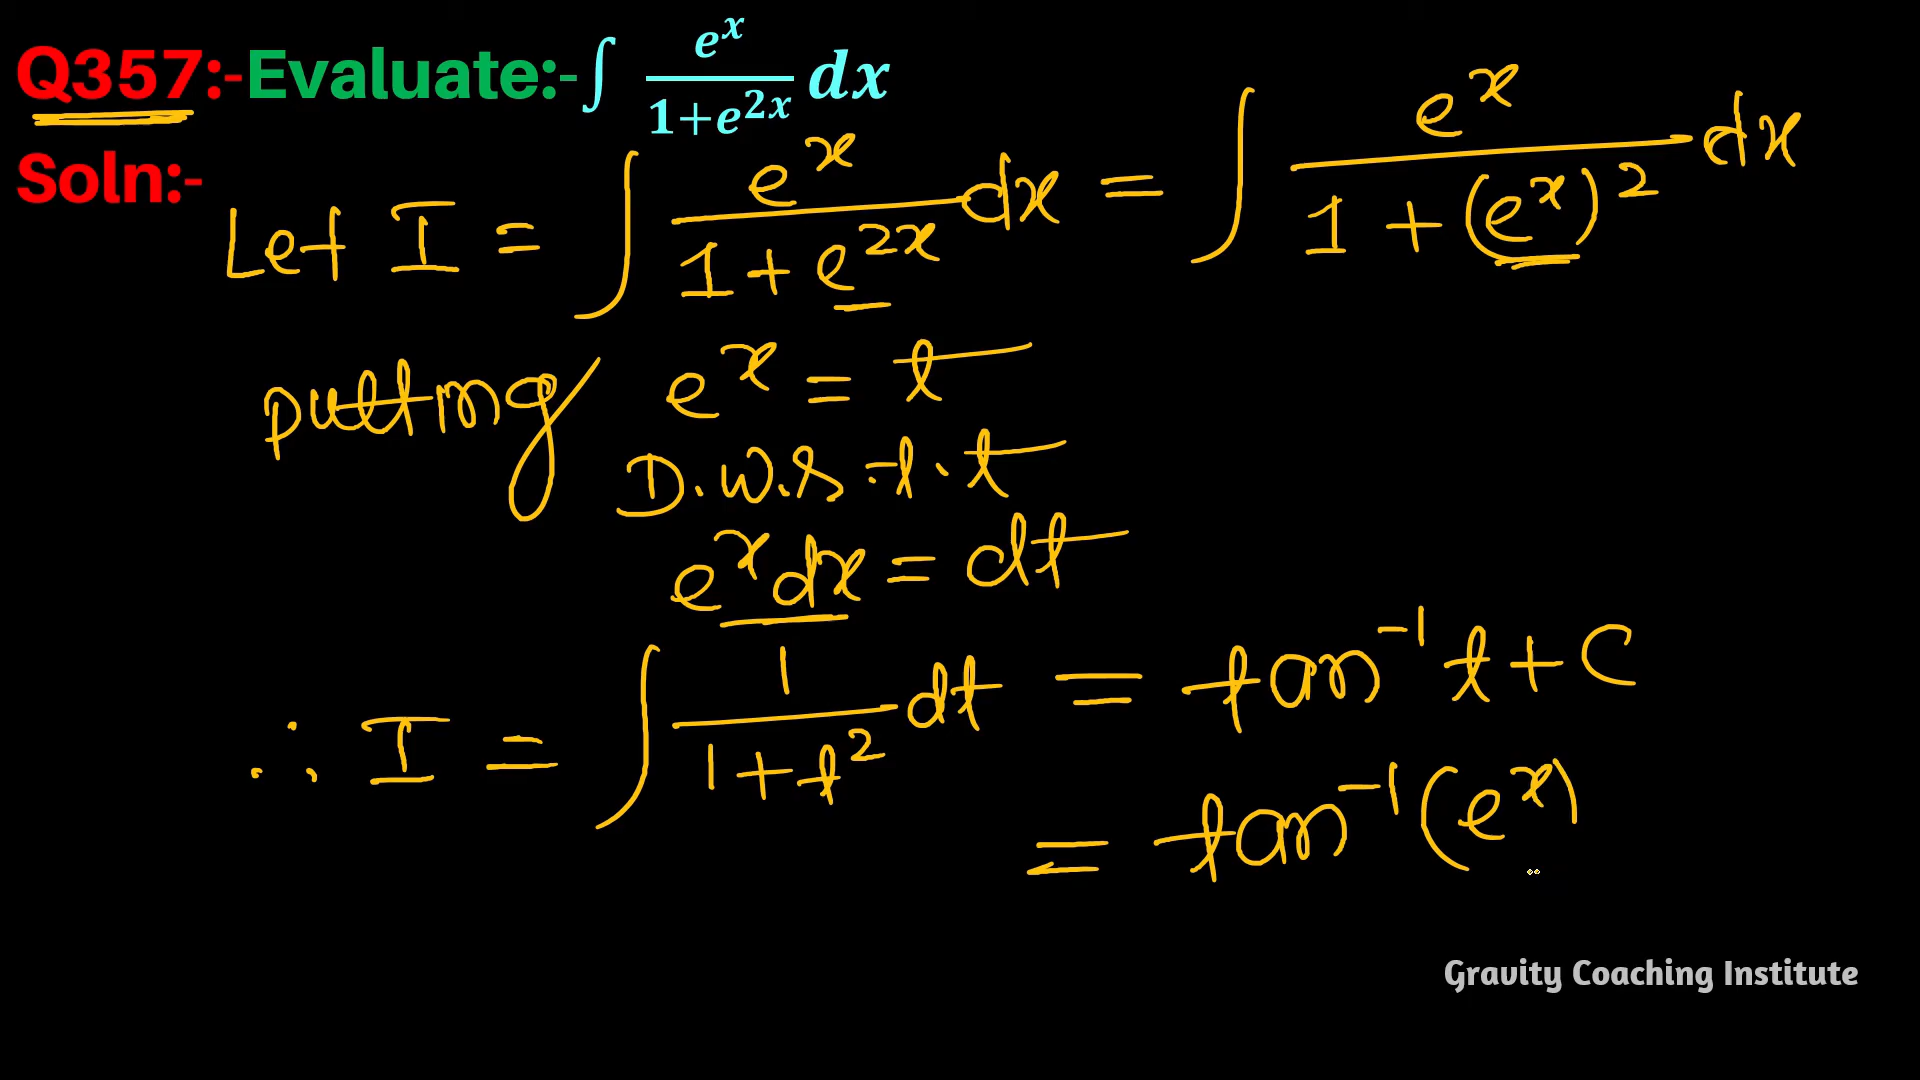 Q357:-Evaluate:-∫ e^x/(1+e^{2x}) dx
Soln:-
Let I = ∫ e^x/(1+e^{2x}) dx = ∫ e^x/(1+(e^x)^2) dx
putting e^x = t
D.W.r.t.t
e^x dx = dt
∴ I = ∫ 1/(1+t^2) dt = tan^{-1} t + C
= tan^{-1}(e^x)
Gravity Coaching Institute